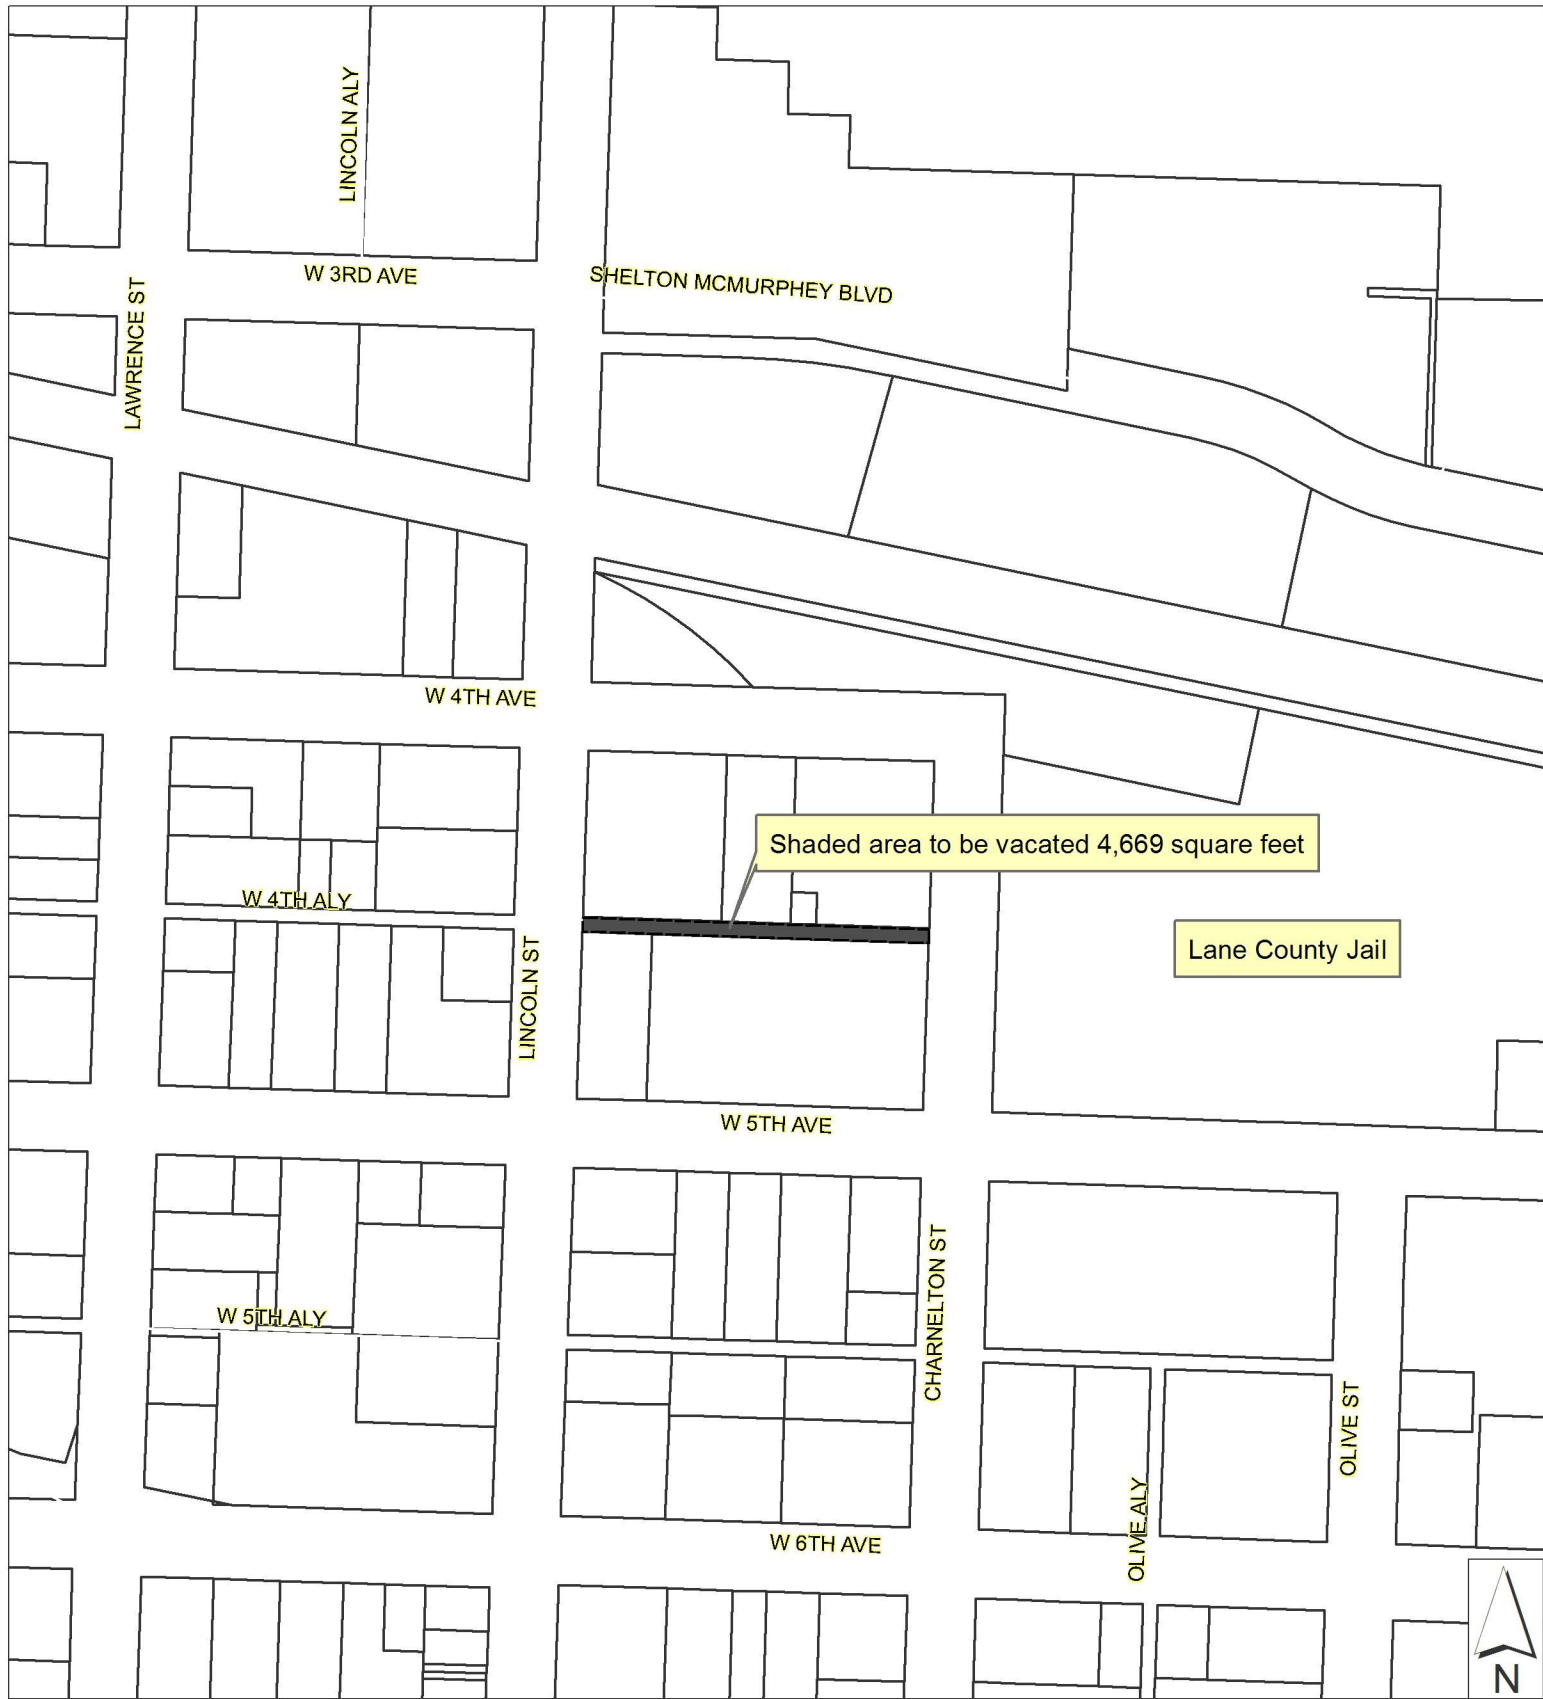 LINCOLN ALY
W 3RD AVE
SHELTON MCMURPHEY BLVD
LAWRENCE ST
W 4TH AVE
Shaded area to be vacated 4,669 square feet
W 4TH ALY
Lane County Jail
LINCOLN ST
W 5TH AVE
CHARNELTON ST
W 5TH ALY
OLIVE ST
OLIVE ALY
W 6TH AVE
N